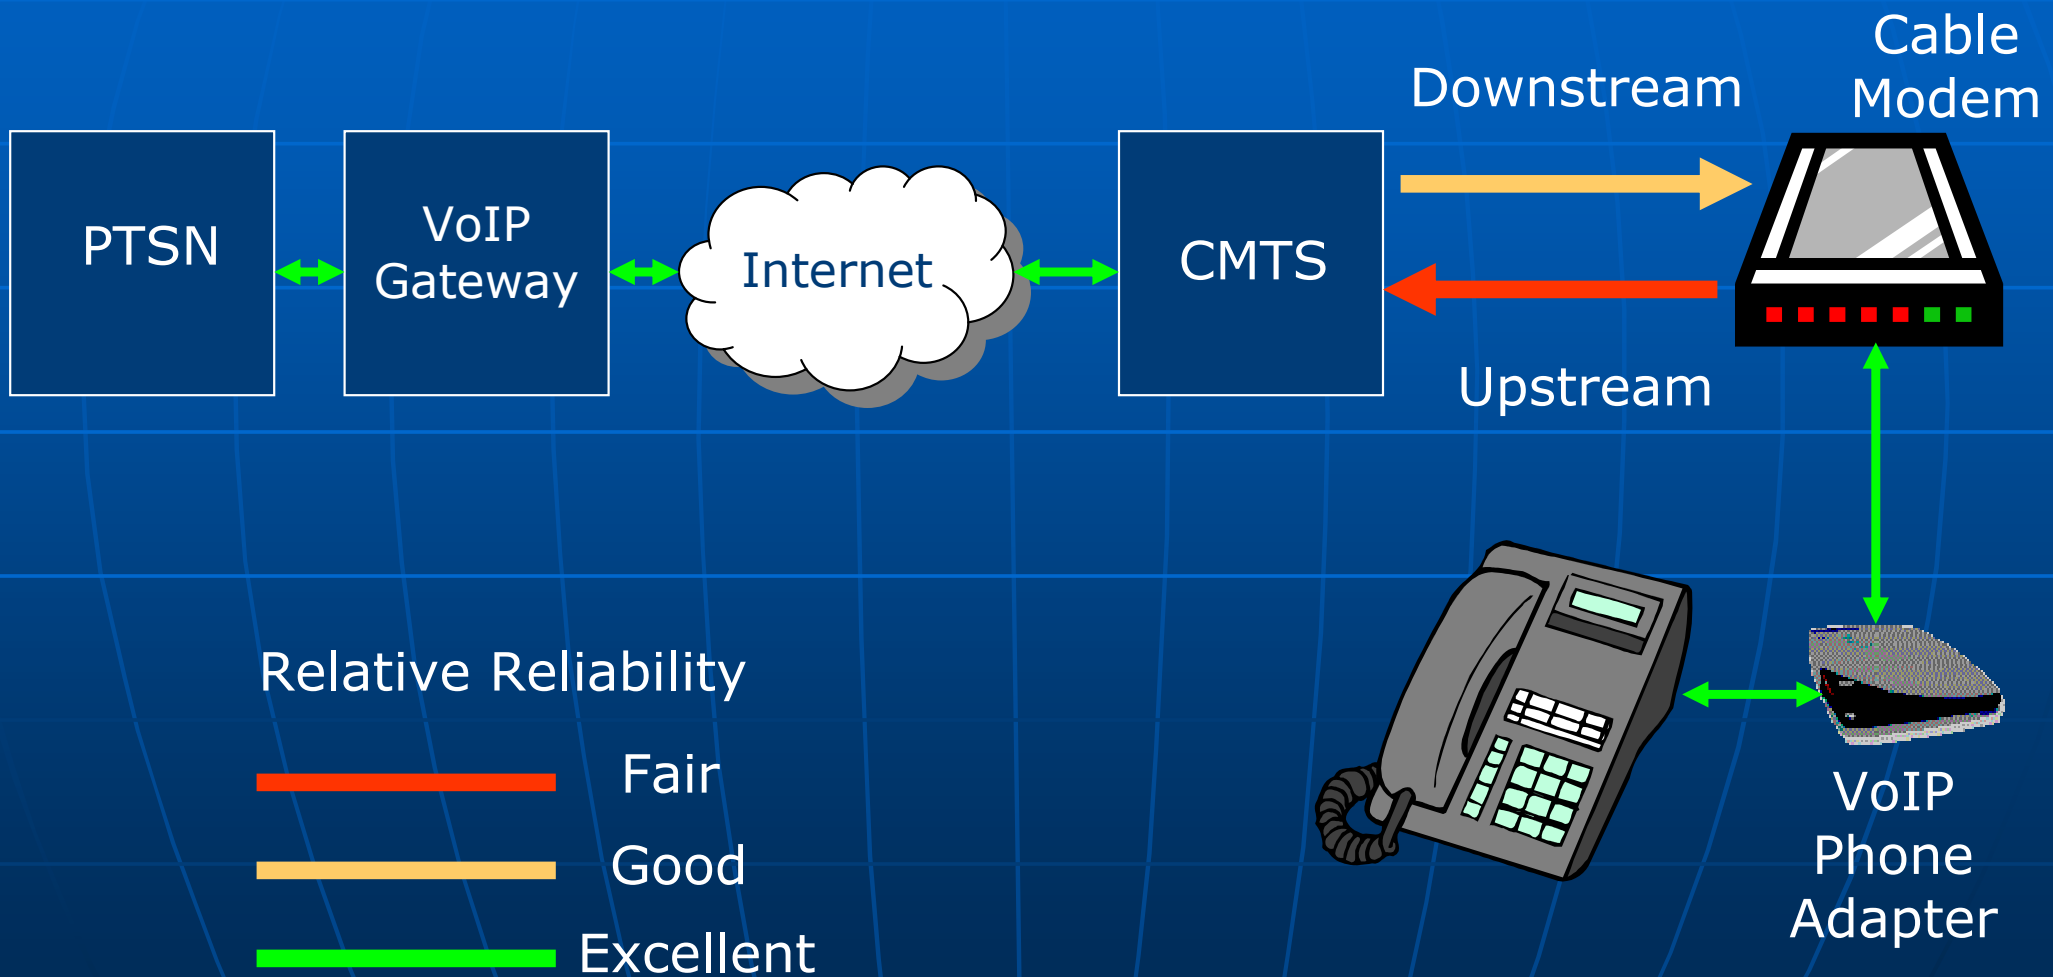 Cable
Modem
Downstream
PTSN
VoIP
Gateway
Internet
CMTS
Upstream
Relative Reliability
Fair
Good
Excellent
VoIP
Phone
Adapter